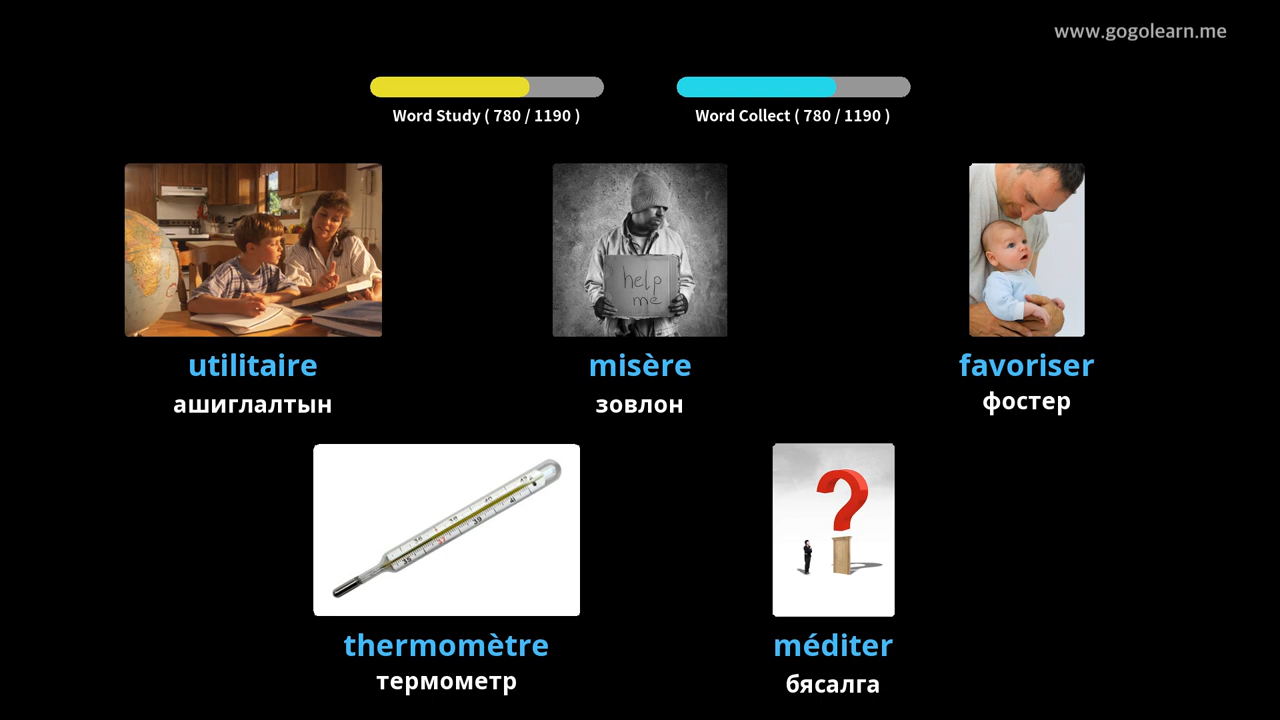 www.gogolearn.me
Word Study ( 780 / 1190 )
Word Collect ( 780 / 1190 )
help
me
utilitaire
ашиглалтын
misère
зовлон
favoriser
фостер
thermomètre
термометр
méditer
бясалга